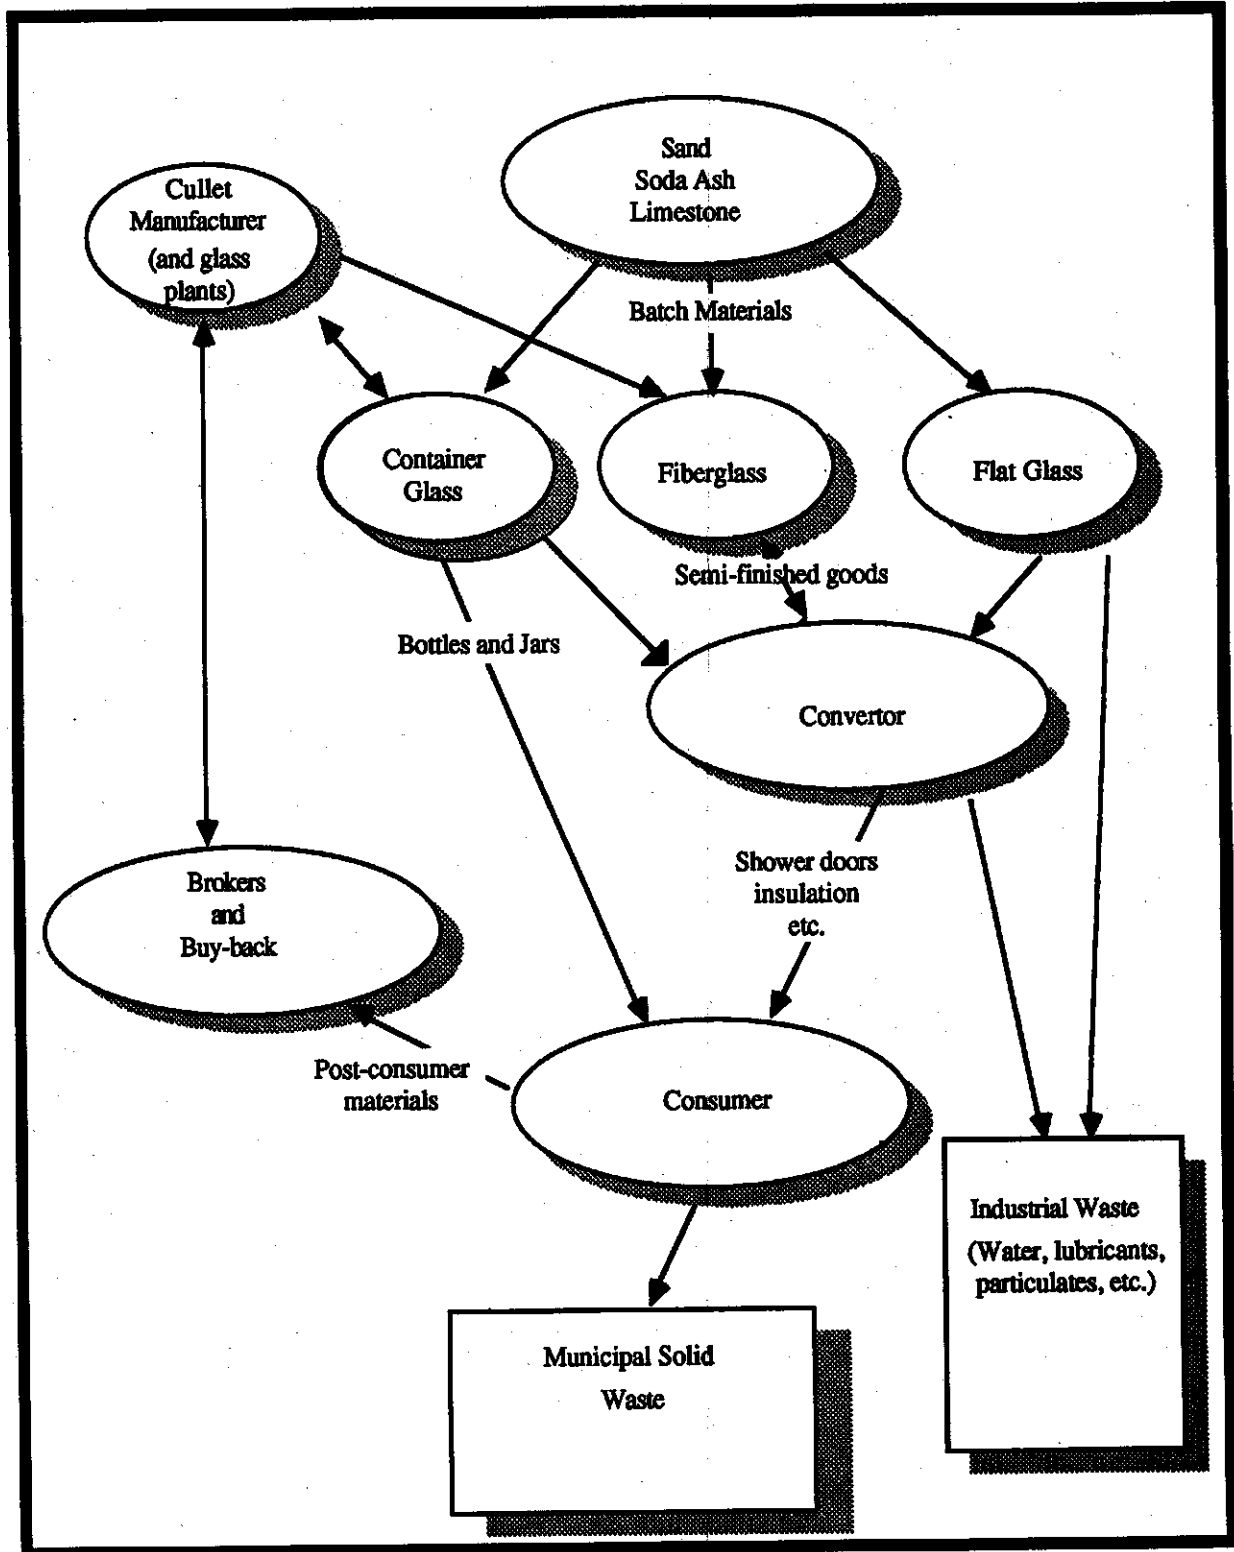 Sand
Soda Ash
Limestone
Cullet
Manufacturer
(and glass
plants)
Batch Materials
Container
Glass
Fiberglass
Flat Glass
Semi-finished goods
Bottles and Jars
Convertor
Shower doors
insulation
etc.
Brokers
and
Buy-back
Post-consumer
materials
Consumer
Industrial Waste
(Water, lubricants,
particulates, etc.)
Municipal Solid
Waste